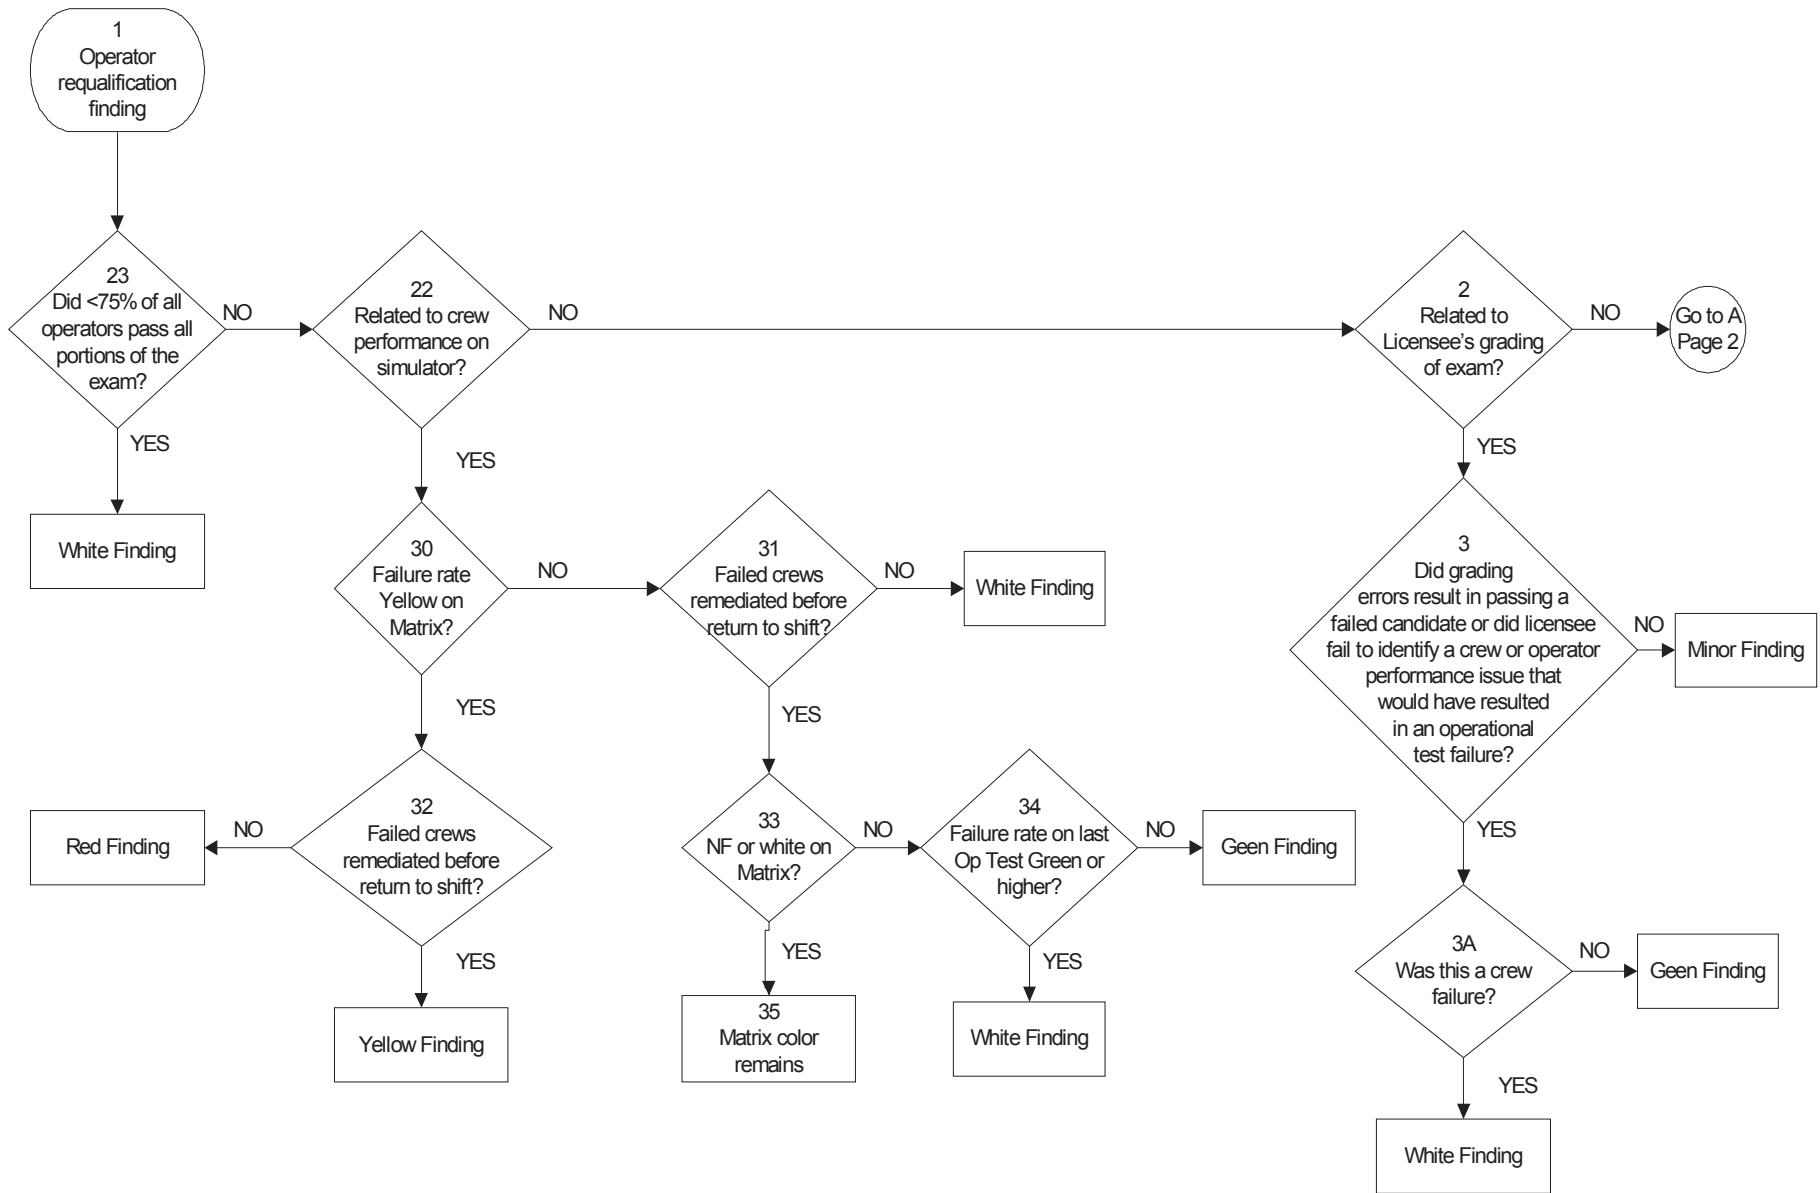 1
Operator
requalification
finding
23
Did <75% of all
operators pass all
portions of the
exam?
NO
YES
White Finding
22
Related to crew
performance on
simulator?
NO
YES
2
Related to
Licensee's grading
of exam?
NO
Go to A
Page 2
YES
30
Failure rate
Yellow on
Matrix?
NO
YES
31
Failed crews
remediated before
return to shift?
NO
White Finding
YES
3
Did grading
errors result in passing a
failed candidate or did licensee
fail to identify a crew or operator
performance issue that
would have resulted
in an operational
test failure?
NO
Minor Finding
YES
32
Failed crews
remediated before
return to shift?
NO
Red Finding
YES
Yellow Finding
33
NF or white on
Matrix?
NO
YES
35
Matrix color
remains
34
Failure rate on last
Op Test Green or
higher?
NO
Geen Finding
YES
White Finding
3A
Was this a crew
failure?
NO
Geen Finding
YES
White Finding